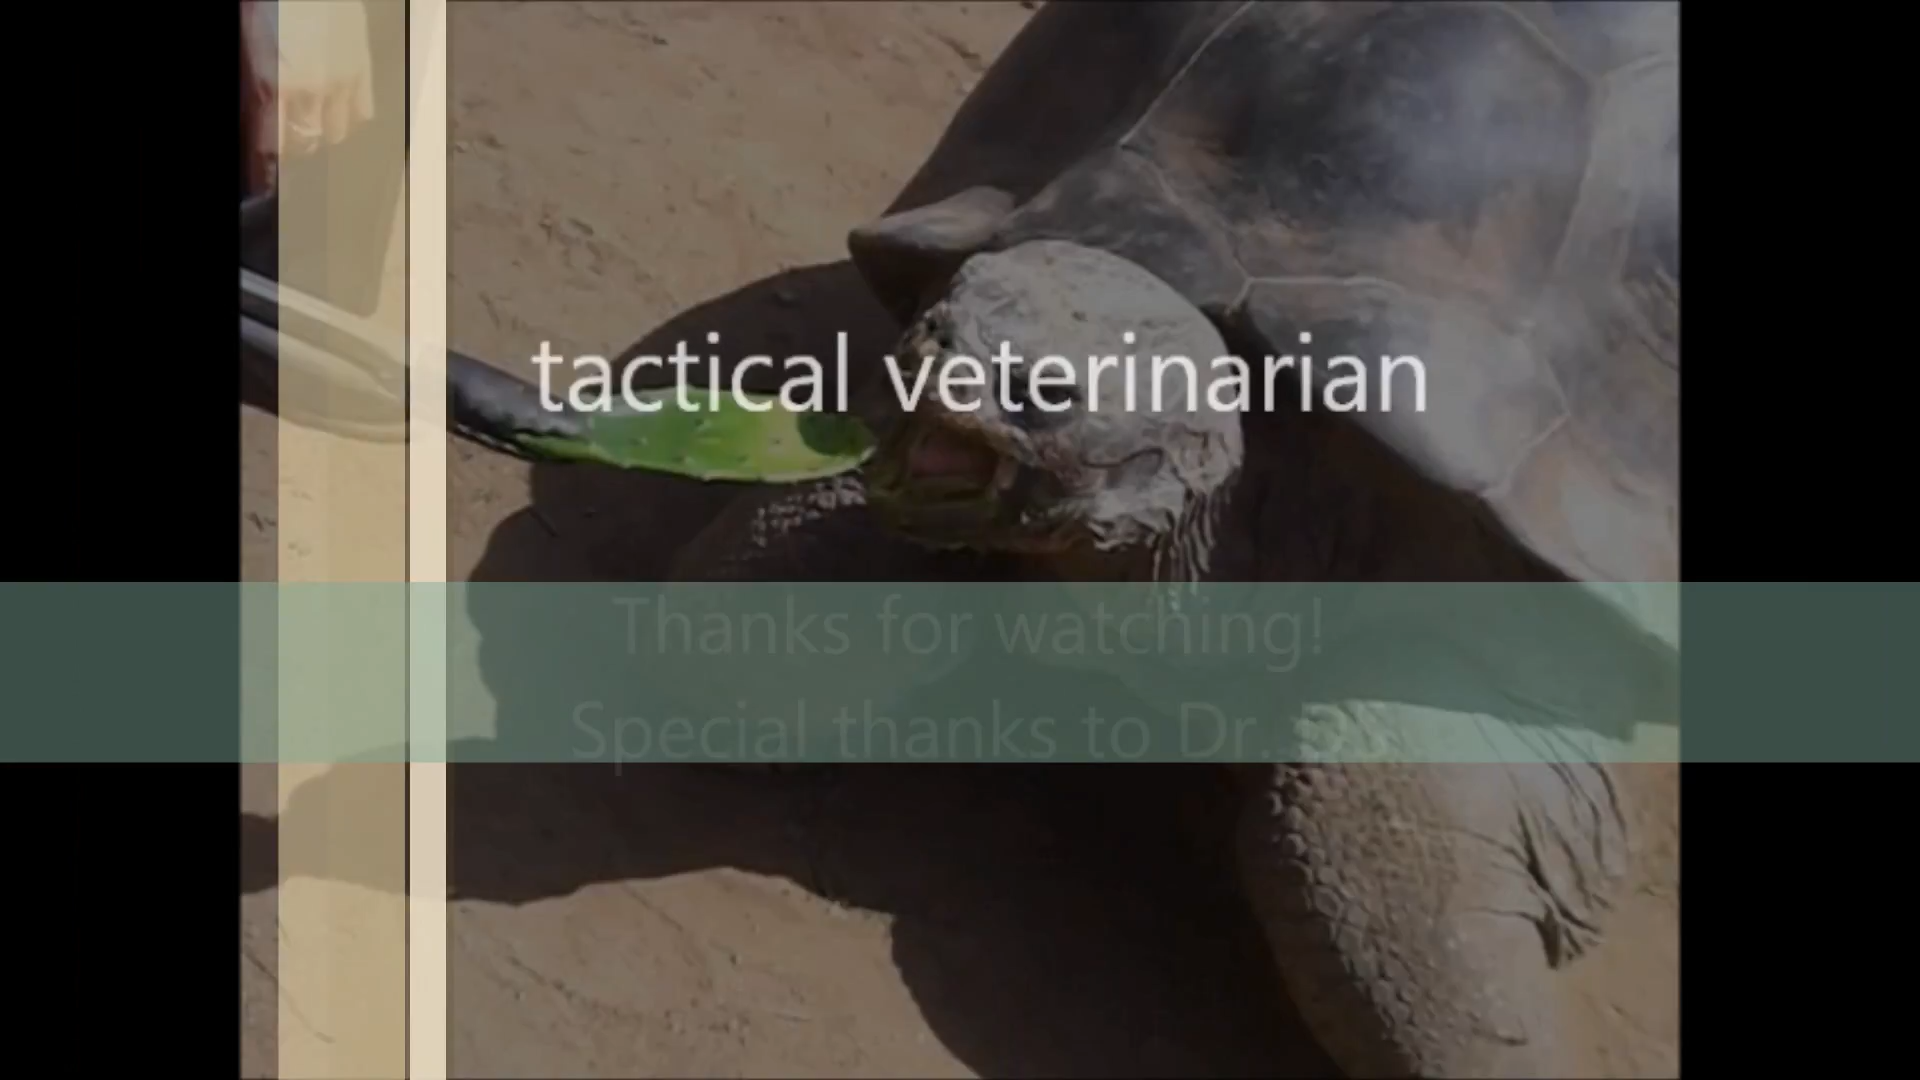 tactical veterinarian
Thanks for watching!
Special thanks to Dr.